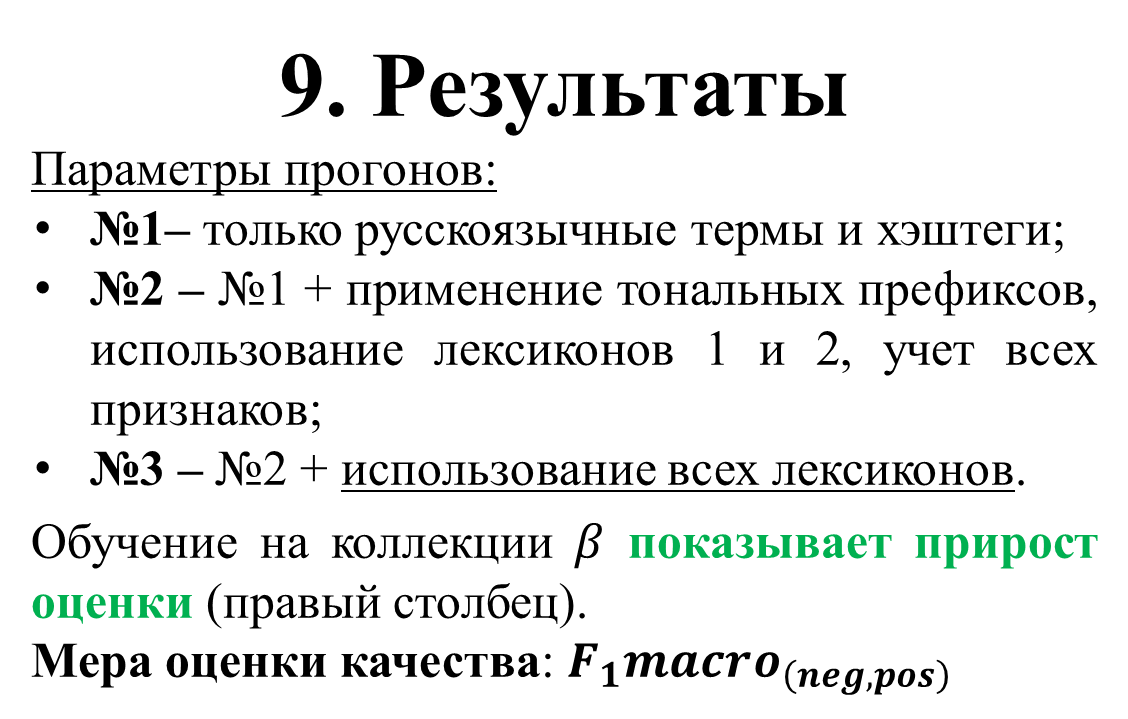 9. Результаты
Параметры прогонов:
• №1– только русскоязычные термы и хэштеги;
• №2 – №1 + применение тональных префиксов,
использование лексиконов 1 и 2, учет всех
признаков;
• №3 – №2 + использование всех лексиконов.
Обучение на коллекции β показывает прирост
оценки (правый столбец).
Мера оценки качества: F₁macro₍neg,pos₎